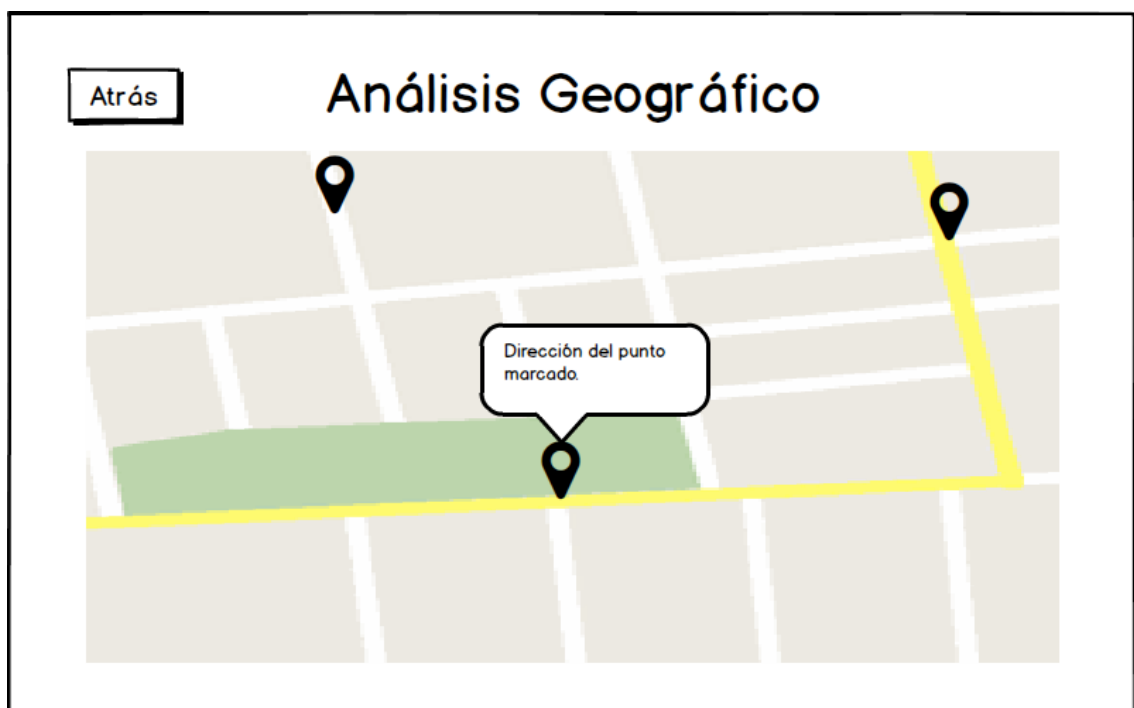 Atrás
Análisis Geográfico
Dirección del punto
marcado.